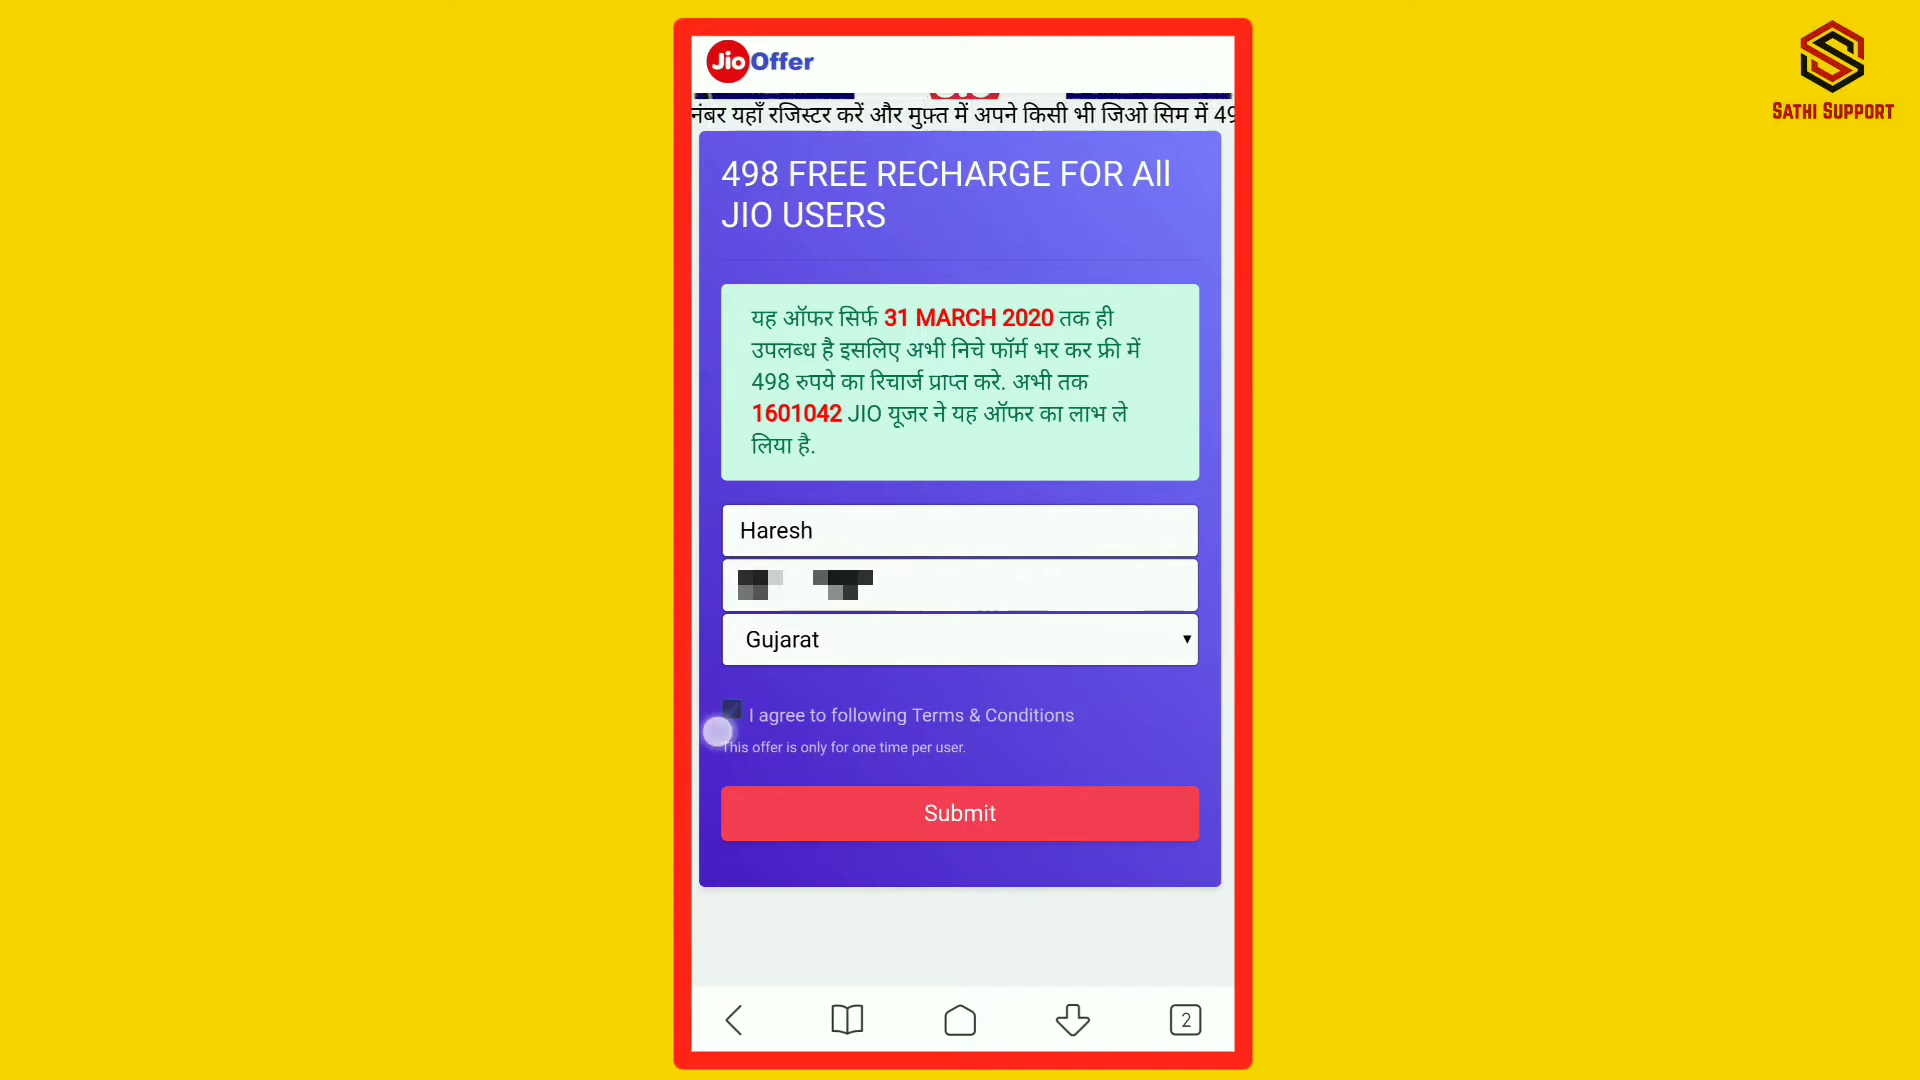 Jio Offer
SATHI SUPPORT
नंबर यहाँ रजिस्टर करें और मुफ़्त में अपने किसी भी जिओ सिम में 49
498 FREE RECHARGE FOR All
JIO USERS
यह ऑफर सिर्फ 31 MARCH 2020 तक ही
उपलब्ध है इसलिए अभी निचे फॉर्म भर कर फ्री में
498 रुपये का रिचार्ज प्राप्त करे. अभी तक
1601042 JIO यूजर ने यह ऑफर का लाभ ले
लिया है.
Haresh
Gujarat
I agree to following Terms & Conditions
This offer is only for one time per user.
Submit
2